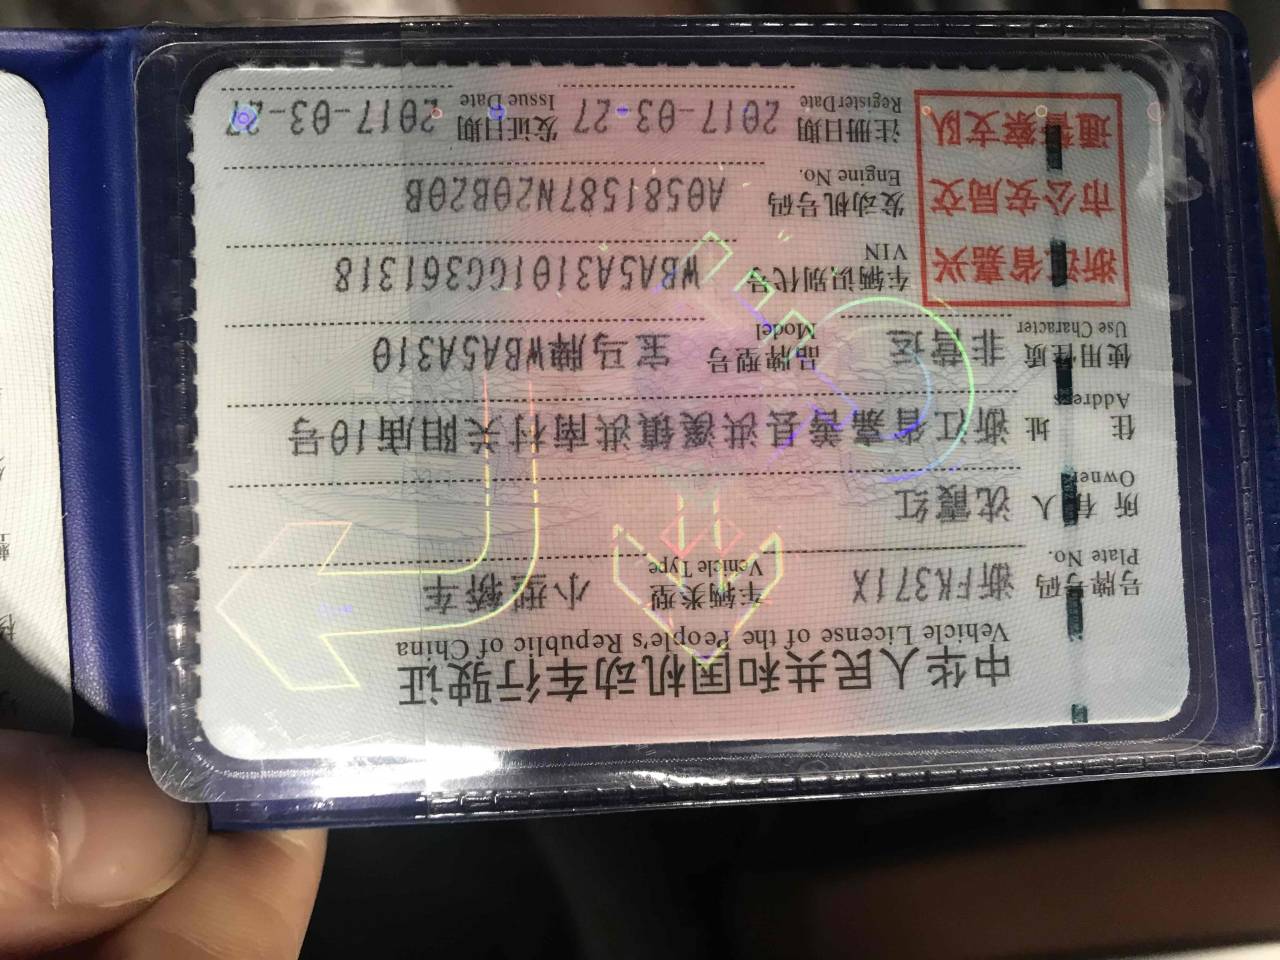 中华人民共和国机动车行驶证
Vehicle License of the People's Republic of China
号牌号码 浙FK371X 车辆类型 小型轿车
Plate No. Vehicle Type
所有人 沈霞红
Owner
住址 浙江省嘉善县洪溪镇洪南村关阳庙10号
Address
使用性质 非营运 品牌型号 宝马牌WBA5A310
Use Character Model
浙江省嘉兴
市公安局交
通警察支队
车辆识别代号 WBA5A3101GG361318
VIN
发动机号码 A0581587N20B20B
Engine No.
注册日期 2017-03-27 发证日期 2017-03-27
Register Date Issue Date